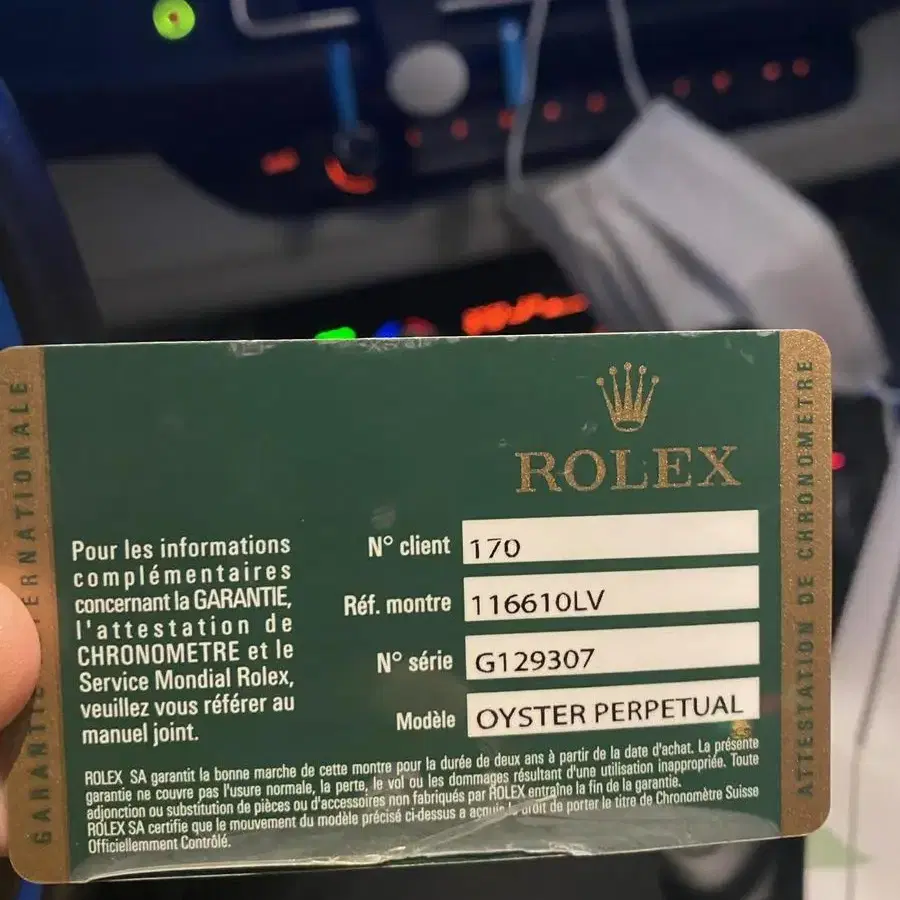 ROLEX
Pour les informations
complémentaires
concernant la GARANTIE,
l'attestation de
CHRONOMETRE et le
Service Mondial Rolex,
veuillez vous référer au
manuel joint.
N° client 170
Réf. montre 116610LV
N° série G129307
Modèle OYSTER PERPETUAL
ROLEX SA garantit la bonne marche de cette montre pour la durée de deux ans à partir de la date d'achat. La présente
garantie ne couvre pas l'usure normale, la perte, le vol ou les dommages résultant d'une utilisation inappropriée. Toute
adjonction ou substitution de pièces ou d'accessoires non fabriqués par ROLEX entraîne la fin de la garantie.
ROLEX SA certifie que le mouvement du modèle précisé ci-dessus a acquis le droit de porter le titre de Chronomètre Suisse
Officiellement Contrôlé.
ATTESTATION DE CHRONOMETRE